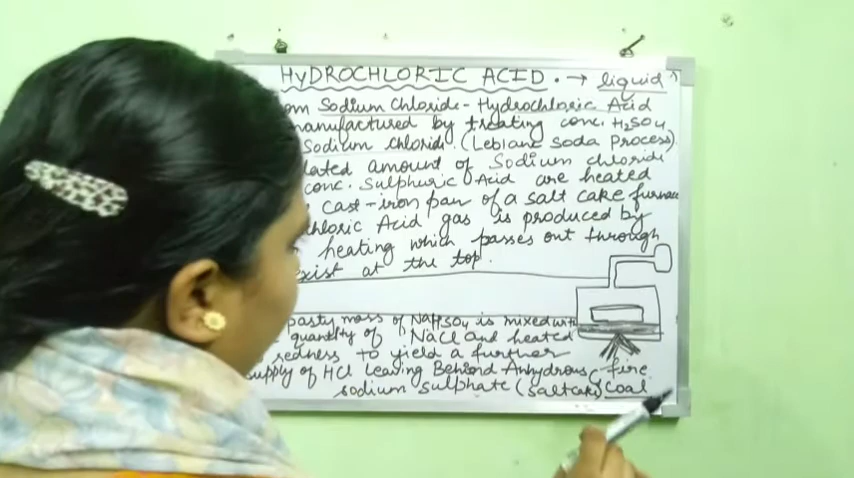 HyDROCHLORIC ACID. → liquid
om Sodium Chloride - Hydrochloric Acid
manufactured by treating conc. H2SO4
Sodium chloride. (Leblanc Soda Process)
lated amount of Sodium chloride
conc. Sulphuric Acid are heated
cast-iron pan of a salt cake furnace
hloric Acid gas is produced by
heating which passes out through
exist at the top.
pasty mass of NaHSO4 is mixed with
quantity of NaCl and heated
redness to yield a further
supply of HCl Leaving Behind Anhydrous
sodium sulphate (Saltcake)
fire
Coal